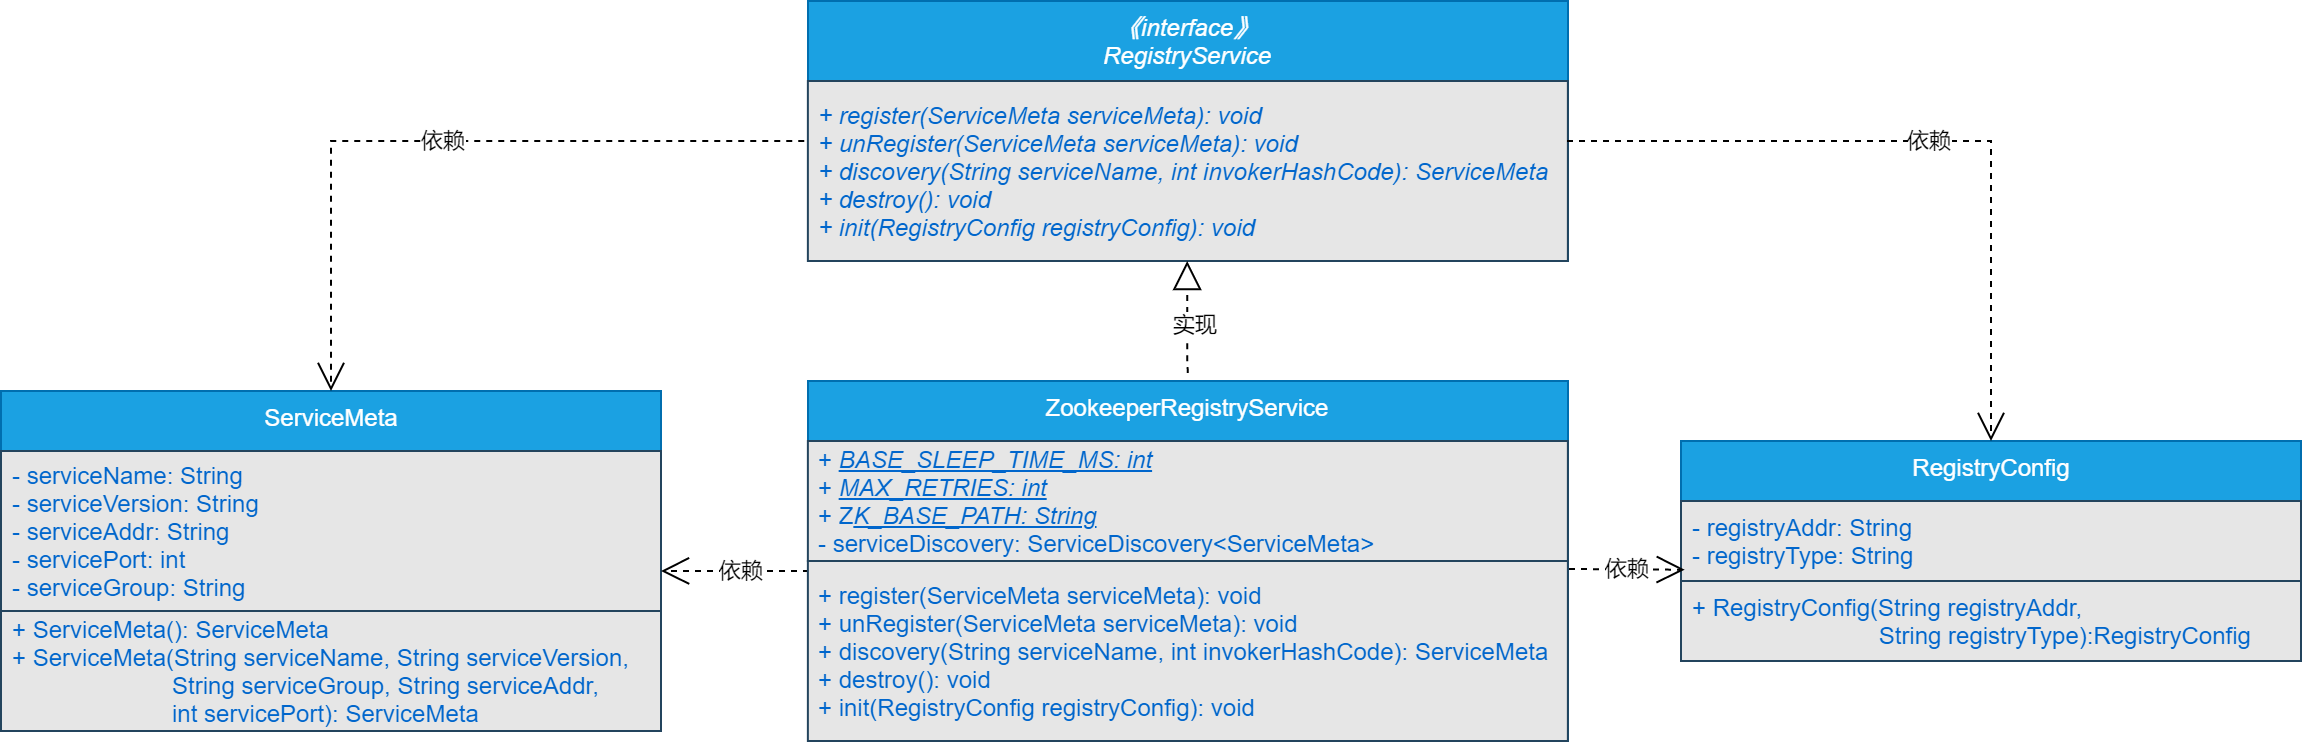 《interface》
RegistryService
+ register(ServiceMeta serviceMeta): void
+ unRegister(ServiceMeta serviceMeta): void
+ discovery(String serviceName, int invokerHashCode): ServiceMeta
+ destroy(): void
+ init(RegistryConfig registryConfig): void
依赖
依赖
实现
ServiceMeta
- serviceName: String
- serviceVersion: String
- serviceAddr: String
- servicePort: int
- serviceGroup: String
+ ServiceMeta(): ServiceMeta
+ ServiceMeta(String serviceName, String serviceVersion,
String serviceGroup, String serviceAddr,
int servicePort): ServiceMeta
依赖
ZookeeperRegistryService
+ BASE_SLEEP_TIME_MS: int
+ MAX_RETRIES: int
+ ZK_BASE_PATH: String
- serviceDiscovery: ServiceDiscovery<ServiceMeta>
+ register(ServiceMeta serviceMeta): void
+ unRegister(ServiceMeta serviceMeta): void
+ discovery(String serviceName, int invokerHashCode): ServiceMeta
+ destroy(): void
+ init(RegistryConfig registryConfig): void
依赖
RegistryConfig
- registryAddr: String
- registryType: String
+ RegistryConfig(String registryAddr,
String registryType):RegistryConfig